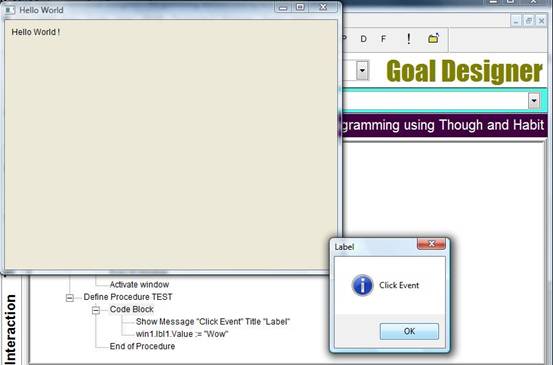 Hello World
Hello World !
P D F !
Goal Designer
gramming using Though and Habit
Label
Click Event
OK
Activate window
Define Procedure TEST
Code Block
Show Message "Click Event" Title "Label"
win1.lbl1.Value := "Wow"
End of Procedure
Interaction